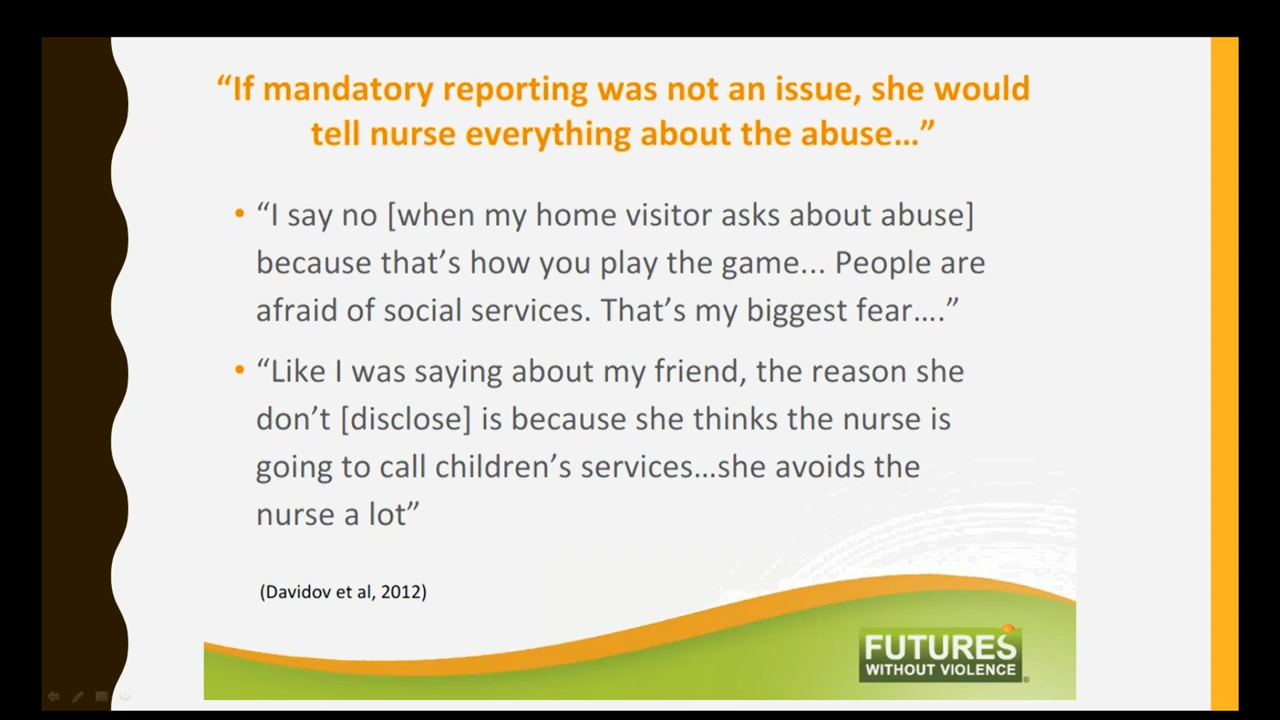 “If mandatory reporting was not an issue, she would
tell nurse everything about the abuse…”
• “I say no [when my home visitor asks about abuse]
because that’s how you play the game... People are
afraid of social services. That’s my biggest fear….”
• “Like I was saying about my friend, the reason she
don’t [disclose] is because she thinks the nurse is
going to call children’s services…she avoids the
nurse a lot”
(Davidov et al, 2012)
FUTURES
WITHOUT VIOLENCE
®